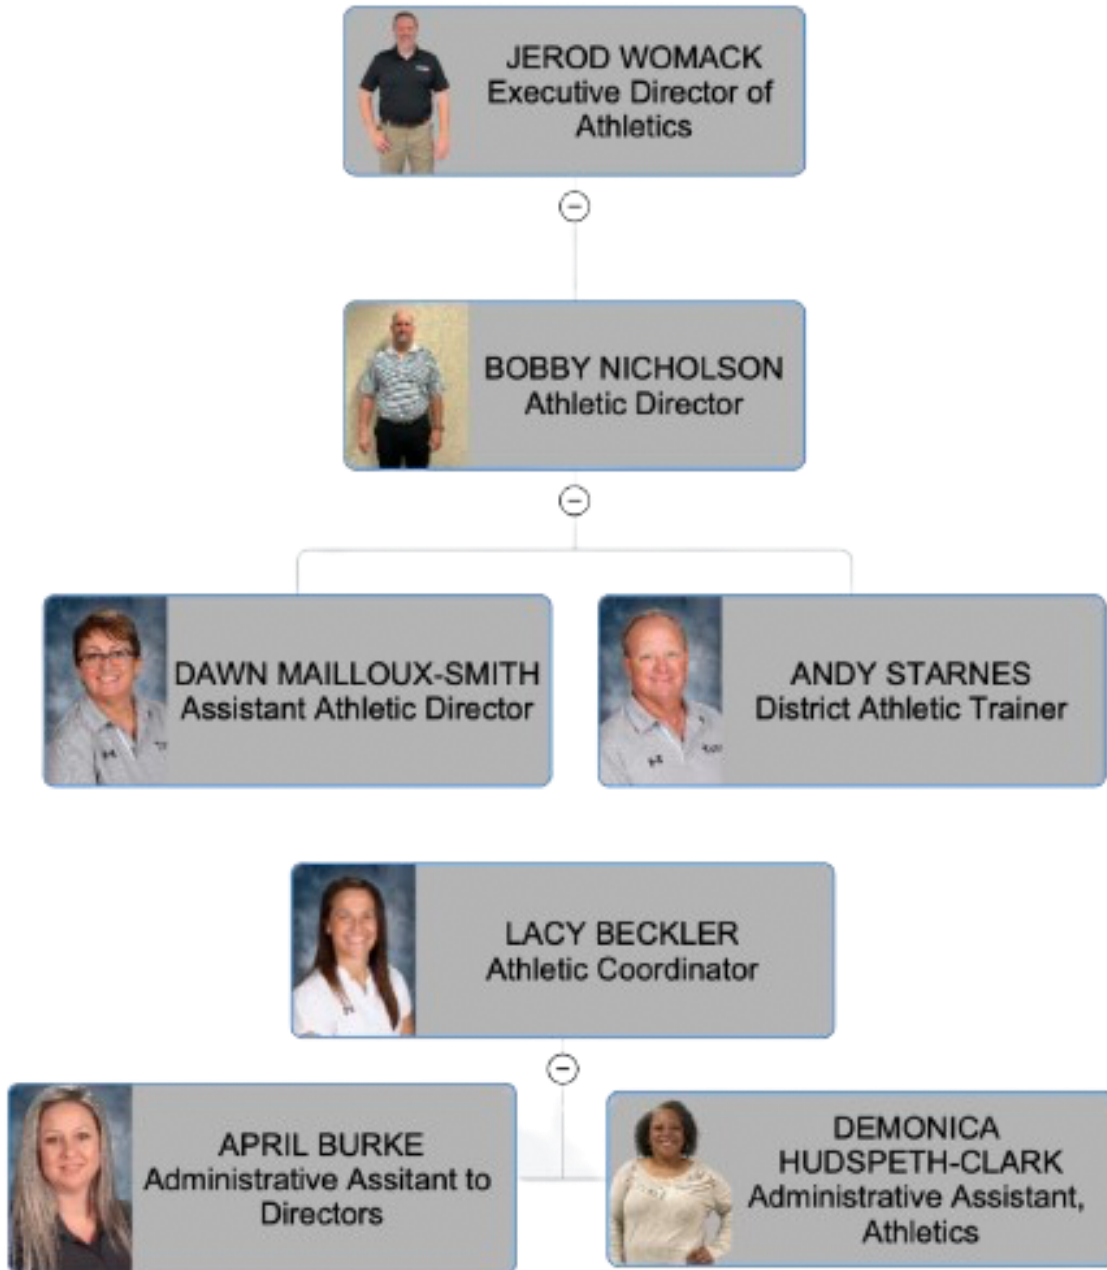 JEROD WOMACK
Executive Director of
Athletics
BOBBY NICHOLSON
Athletic Director
DAWN MAILLOUX-SMITH
Assistant Athletic Director
ANDY STARNES
District Athletic Trainer
LACY BECKLER
Athletic Coordinator
APRIL BURKE
Administrative Assitant to
Directors
DEMONICA
HUDSPETH-CLARK
Administrative Assistant,
Athletics